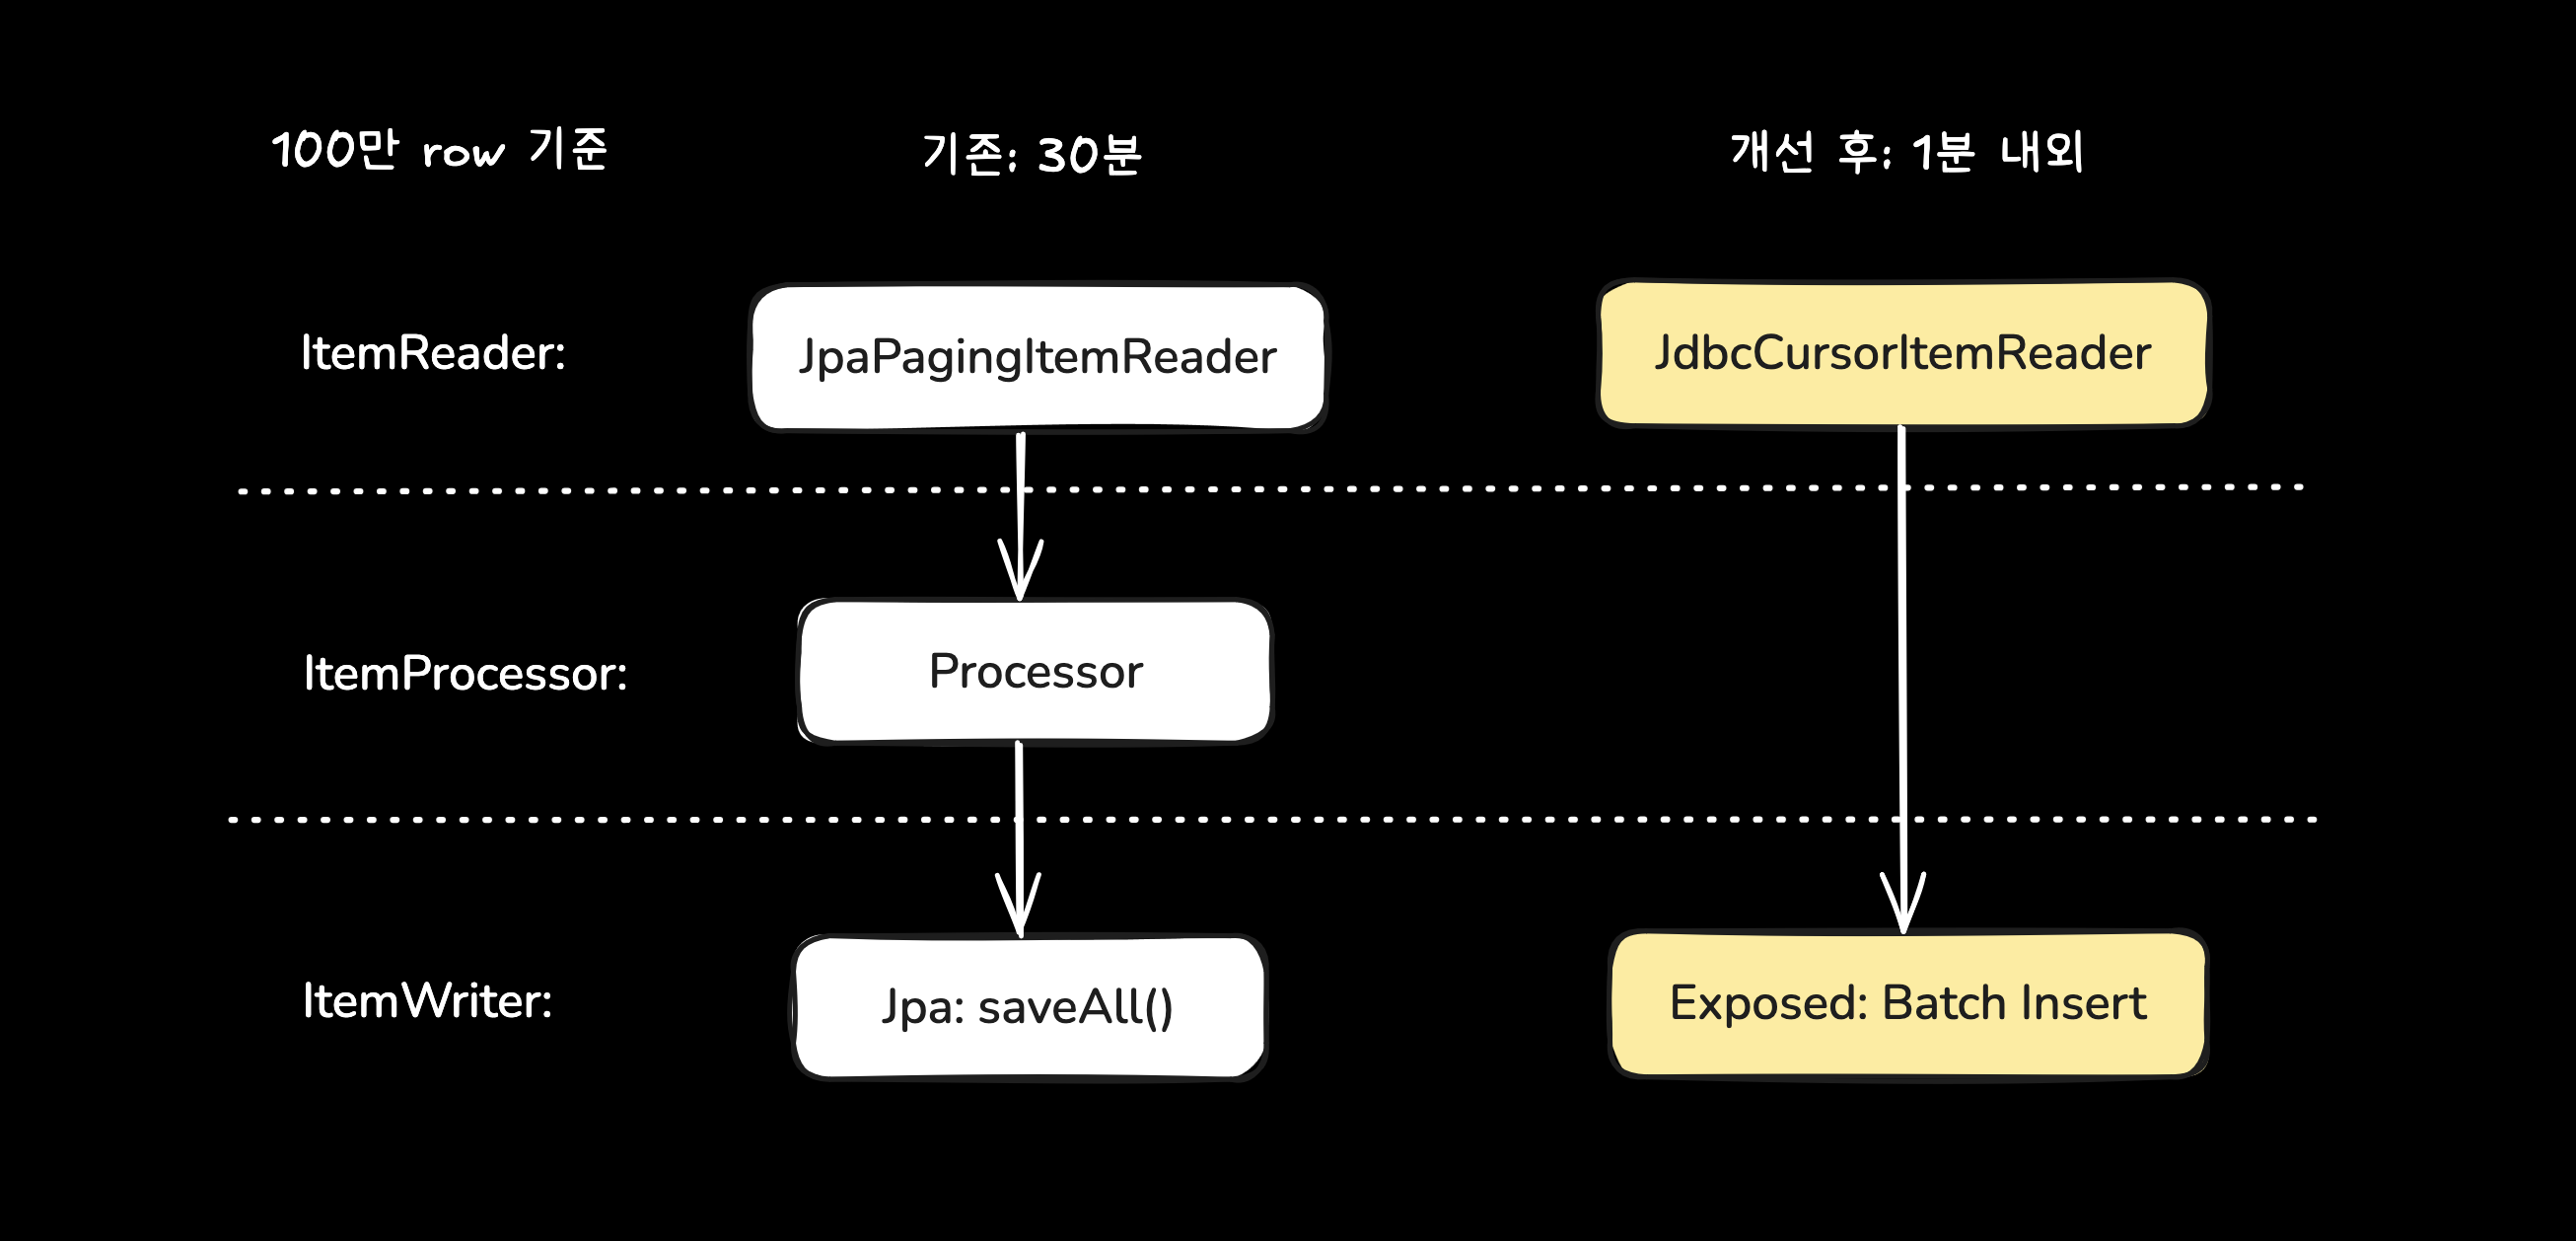 100만 row 기준
기존: 30분
개선 후: 1분 내외
ItemReader:
JpaPagingItemReader
JdbcCursorItemReader
ItemProcessor:
Processor
ItemWriter:
Jpa: saveAll()
Exposed: Batch Insert